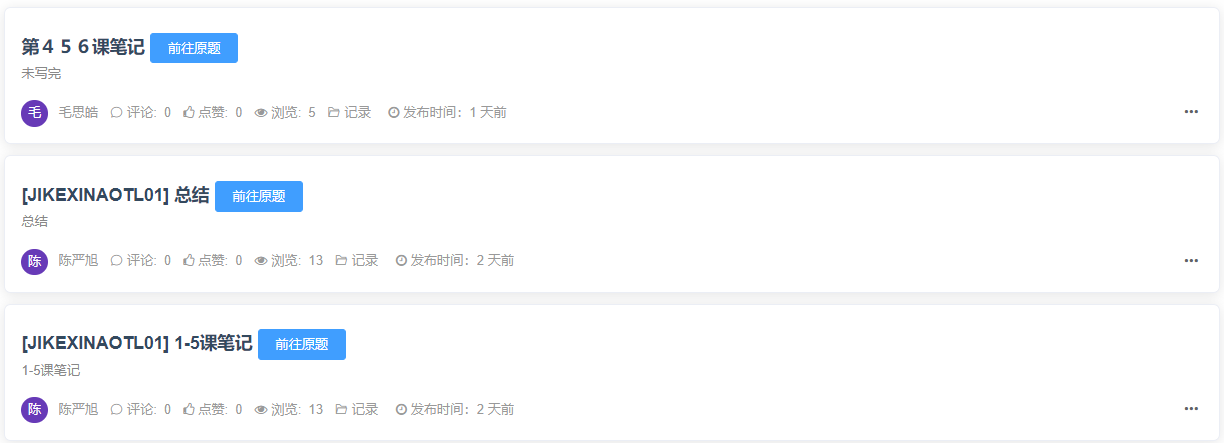 第４５６课笔记 前往原题
未写完
毛 毛思皓 评论: 0 点赞: 0 浏览: 5 记录 发布时间: 1 天前
[JIKEXINAOTL01] 总结 前往原题
总结
陈 陈严旭 评论: 0 点赞: 0 浏览: 13 记录 发布时间: 2 天前
[JIKEXINAOTL01] 1-5课笔记 前往原题
1-5课笔记
陈 陈严旭 评论: 0 点赞: 0 浏览: 13 记录 发布时间: 2 天前